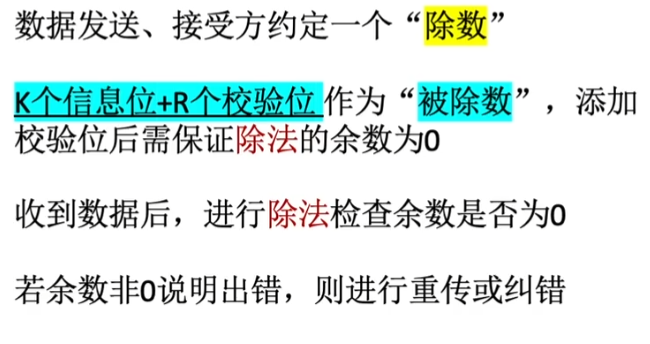 数据发送、接受方约定一个“除数”
K个信息位+R个校验位 作为“被除数”，添加
校验位后需保证除法的余数为0
收到数据后，进行除法检查余数是否为0
若余数非0说明出错，则进行重传或纠错